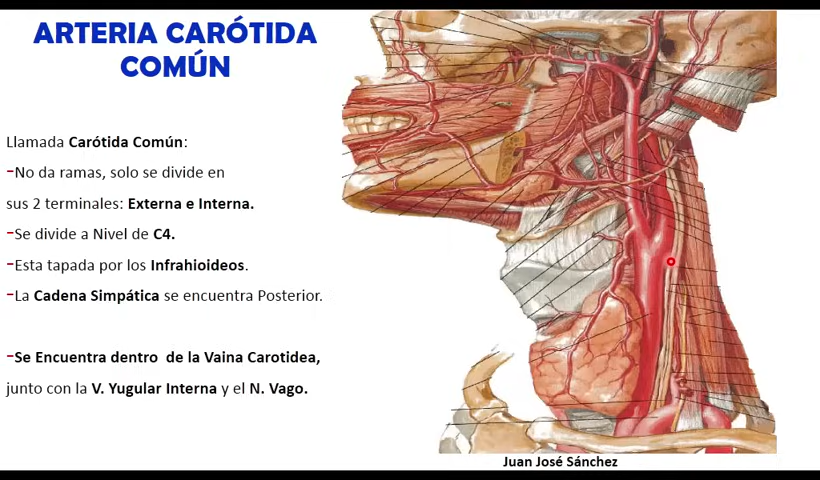 ARTERIA CARÓTIDA
COMÚN
Llamada Carótida Común:
-No da ramas, solo se divide en
sus 2 terminales: Externa e Interna.
-Se divide a Nivel de C4.
-Esta tapada por los Infrahioideos.
-La Cadena Simpática se encuentra Posterior.
-Se Encuentra dentro de la Vaina Carotidea,
junto con la V. Yugular Interna y el N. Vago.
Juan José Sánchez